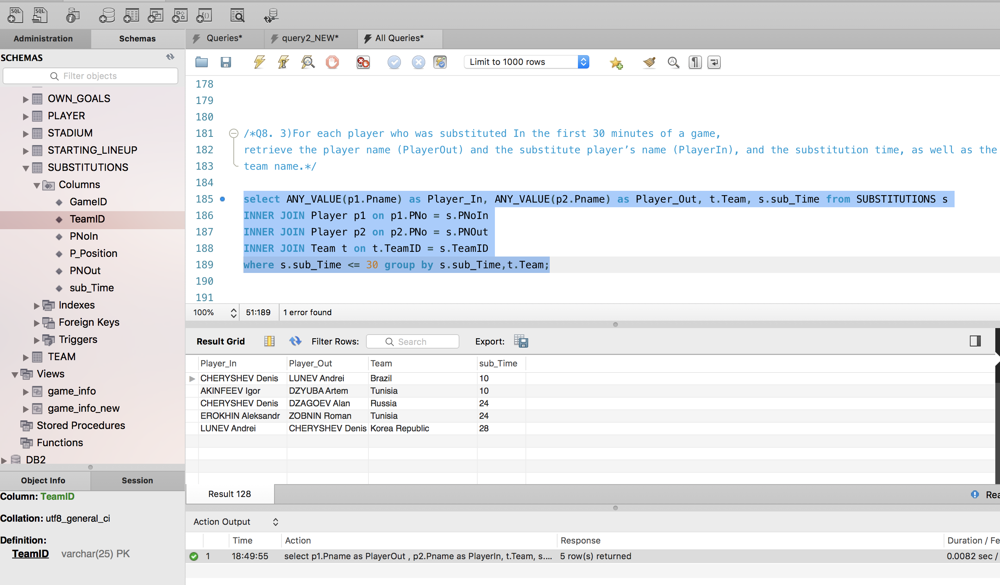 SQL
SQL
f()
Administration
Schemas
Queries*
query2_NEW*
All Queries*
SCHEMAS
Filter objects
OWN_GOALS
PLAYER
STADIUM
STARTING_LINEUP
SUBSTITUTIONS
Columns
GameID
TeamID
PNoIn
P_Position
PNOut
sub_Time
Indexes
Foreign Keys
Triggers
TEAM
Views
game_info
game_info_new
Stored Procedures
Functions
DB2
Object Info
Session
Column: TeamID
Collation: utf8_general_ci
Definition:
TeamID varchar(25) PK
Limit to 1000 rows
178
179
180
181 /*Q8. 3)For each player who was substituted In the first 30 minutes of a game,
182 retrieve the player name (PlayerOut) and the substitute player’s name (PlayerIn), and the substitution time, as well as the
183 team name.*/
184
185 select ANY_VALUE(p1.Pname) as Player_In, ANY_VALUE(p2.Pname) as Player_Out, t.Team, s.sub_Time from SUBSTITUTIONS s
186 INNER JOIN Player p1 on p1.PNo = s.PNoIn
187 INNER JOIN Player p2 on p2.PNo = s.PNOut
188 INNER JOIN Team t on t.TeamID = s.TeamID
189 where s.sub_Time <= 30 group by s.sub_Time,t.Team;
190
191
100% 51:189 1 error found
Result Grid Filter Rows: Search Export:
Player_In Player_Out Team sub_Time
CHERYSHEV Denis LUNEV Andrei Brazil 10
AKINFEEV Igor DZYUBA Artem Tunisia 10
CHERYSHEV Denis DZAGOEV Alan Russia 24
EROKHIN Aleksandr ZOBNIN Roman Tunisia 24
LUNEV Andrei CHERYSHEV Denis Korea Republic 28
Result 128
Rea
Action Output
Time Action Response Duration / Fe
1 18:49:55 select p1.Pname as PlayerOut , p2.Pname as PlayerIn, t.Team, s.... 5 row(s) returned 0.0082 sec /